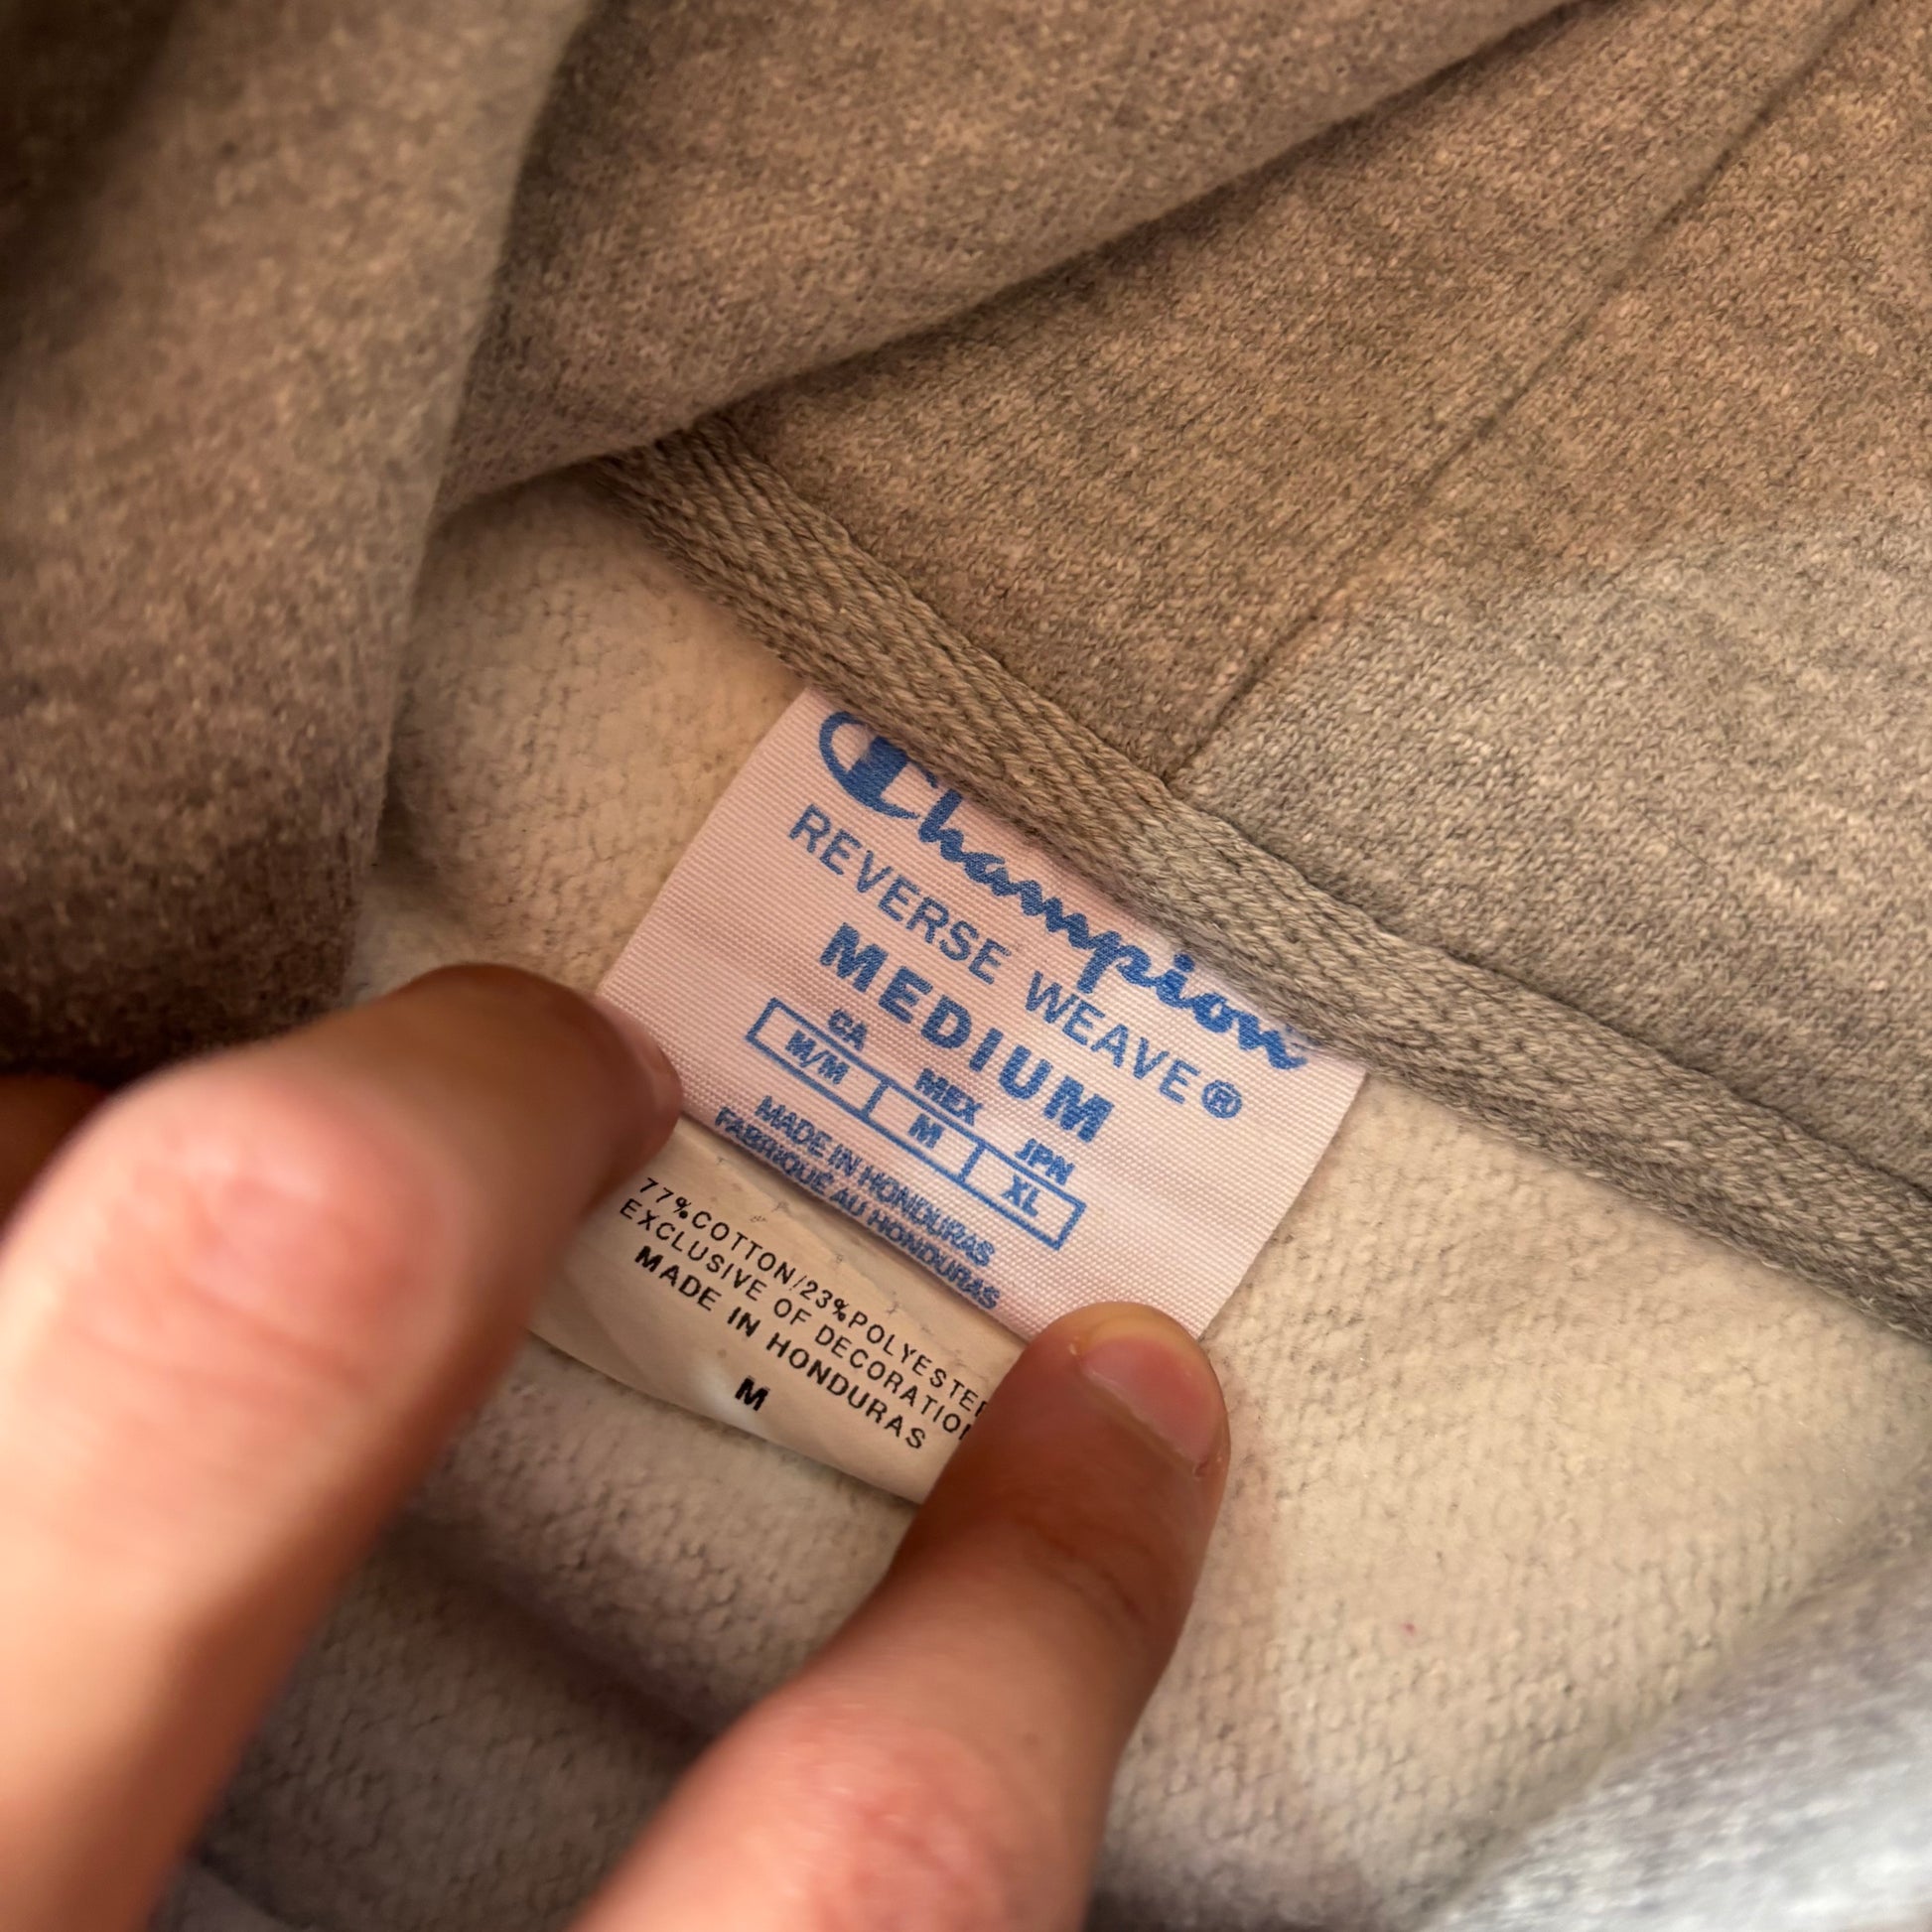 Champion
REVERSE WEAVE®
MEDIUM
CA MEX JPN
M/M M XL
MADE IN HONDURAS
FABRIQUÉ AU HONDURAS
77%COTTON/23%POLYESTER
EXCLUSIVE OF DECORATION
MADE IN HONDURAS
M